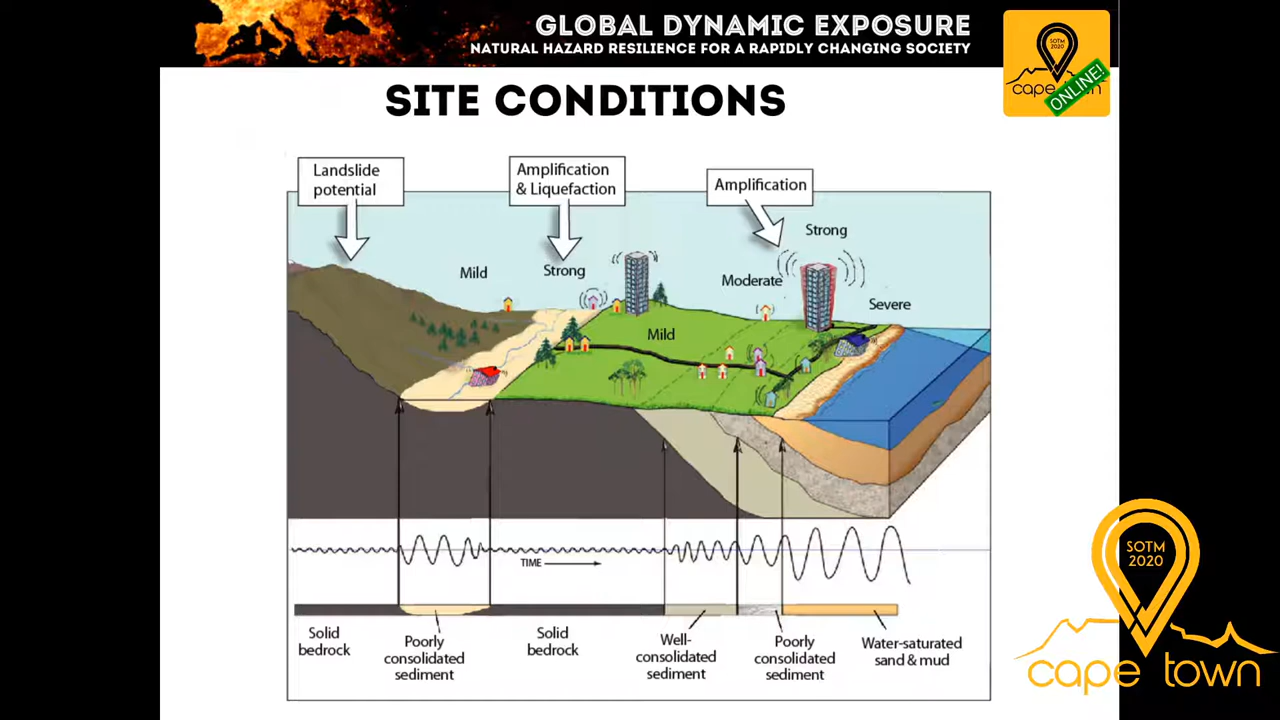 GLOBAL DYNAMIC EXPOSURE
NATURAL HAZARD RESILIENCE FOR A RAPIDLY CHANGING SOCIETY
SOTM
2020
cape town
ONLINE!
SITE CONDITIONS
Landslide
potential
Amplification
& Liquefaction
Amplification
Strong
Mild
Strong
Moderate
Severe
Mild
TIME
Solid
bedrock
Poorly
consolidated
sediment
Solid
bedrock
Well-
consolidated
sediment
Poorly
consolidated
sediment
Water-saturated
sand & mud
SOTM
2020
cape town